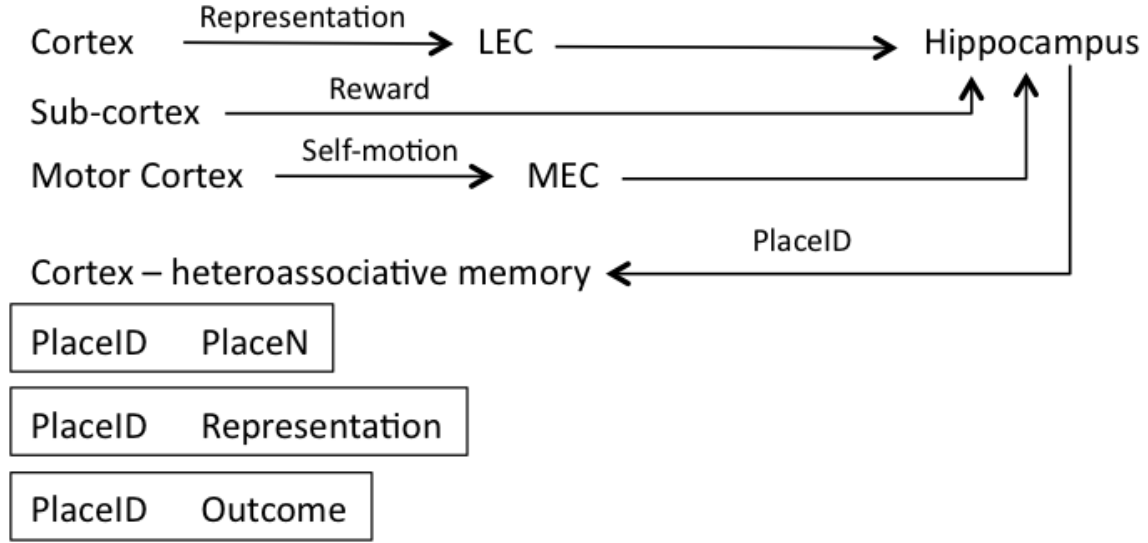 Representation
Cortex LEC Hippocampus
Reward
Sub-cortex
Self-motion
Motor Cortex MEC
PlaceID
Cortex – heteroassociative memory
PlaceID PlaceN
PlaceID Representation
PlaceID Outcome